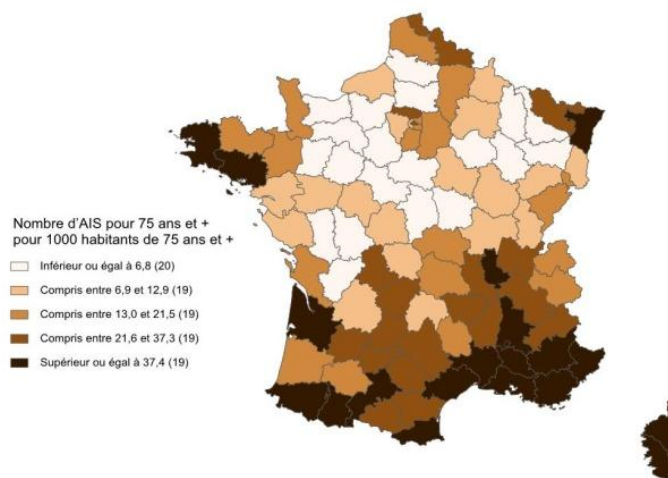 Nombre d'AIS pour 75 ans et +
pour 1000 habitants de 75 ans et +
Inférieur ou égal à 6,8 (20)
Compris entre 6,9 et 12,9 (19)
Compris entre 13,0 et 21,5 (19)
Compris entre 21,6 et 37,3 (19)
Supérieur ou égal à 37,4 (19)